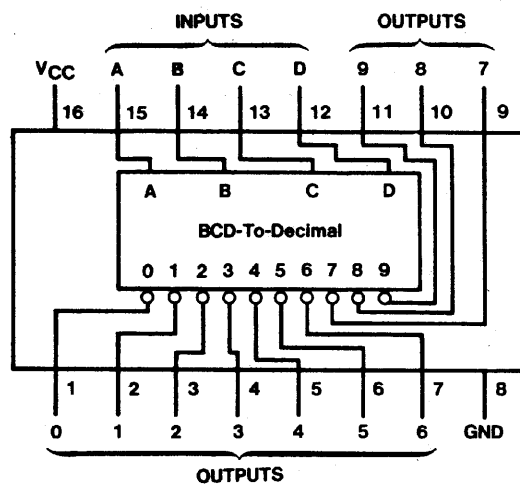 INPUTS OUTPUTS
VCC A B C D 9 8 7
16 15 14 13 12 11 10 9
A B C D
BCD-To-Decimal
0 1 2 3 4 5 6 7 8 9
1 2 3 4 5 6 7 8
0 1 2 3 4 5 6 GND
OUTPUTS